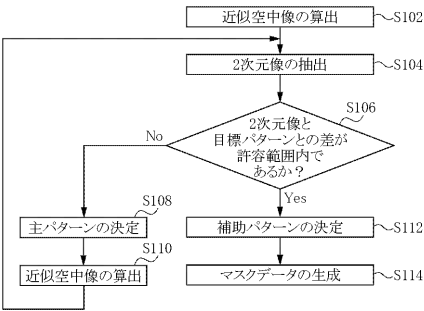 近似空中像の算出
S102
2次元像の抽出
S104
S106
2次元像と
目標パターンとの差が
許容範囲内で
あるか？
No
Yes
S108
主パターンの決定
S110
近似空中像の算出
補助パターンの決定
S112
マスクデータの生成
S114